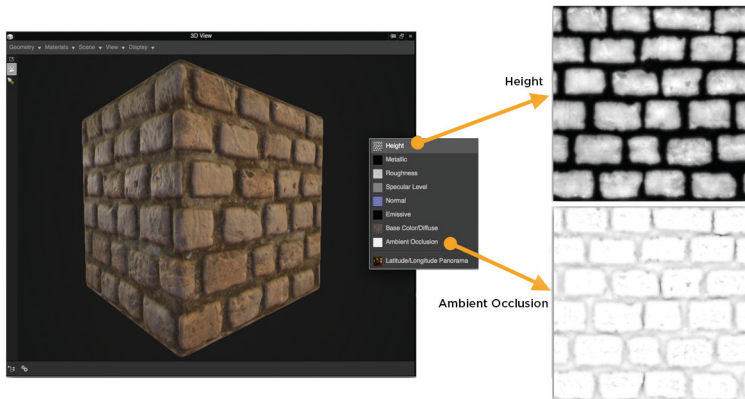 3D View
Geometry Materials Scene View Display
Height
Metallic
Roughness
Specular Level
Normal
Emissive
Base Color/Diffuse
Ambient Occlusion
Latitude/Longitude Panorama
Height
Ambient Occlusion